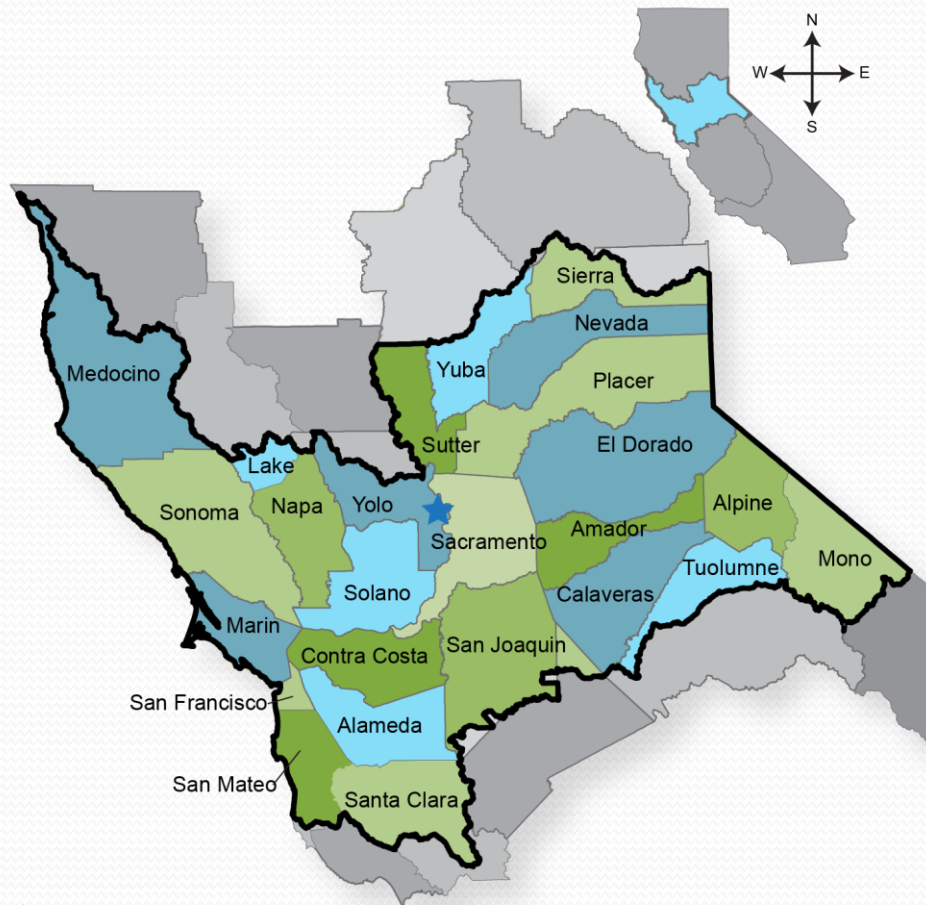 N
W
E
S
Sierra
Nevada
Medocino
Yuba
Placer
Sutter
El Dorado
Lake
Yolo
Napa
Sonoma
Alpine
Amador
Sacramento
Mono
Tuolumne
Solano
Calaveras
Marin
San Joaquin
Contra Costa
San Francisco
Alameda
San Mateo
Santa Clara